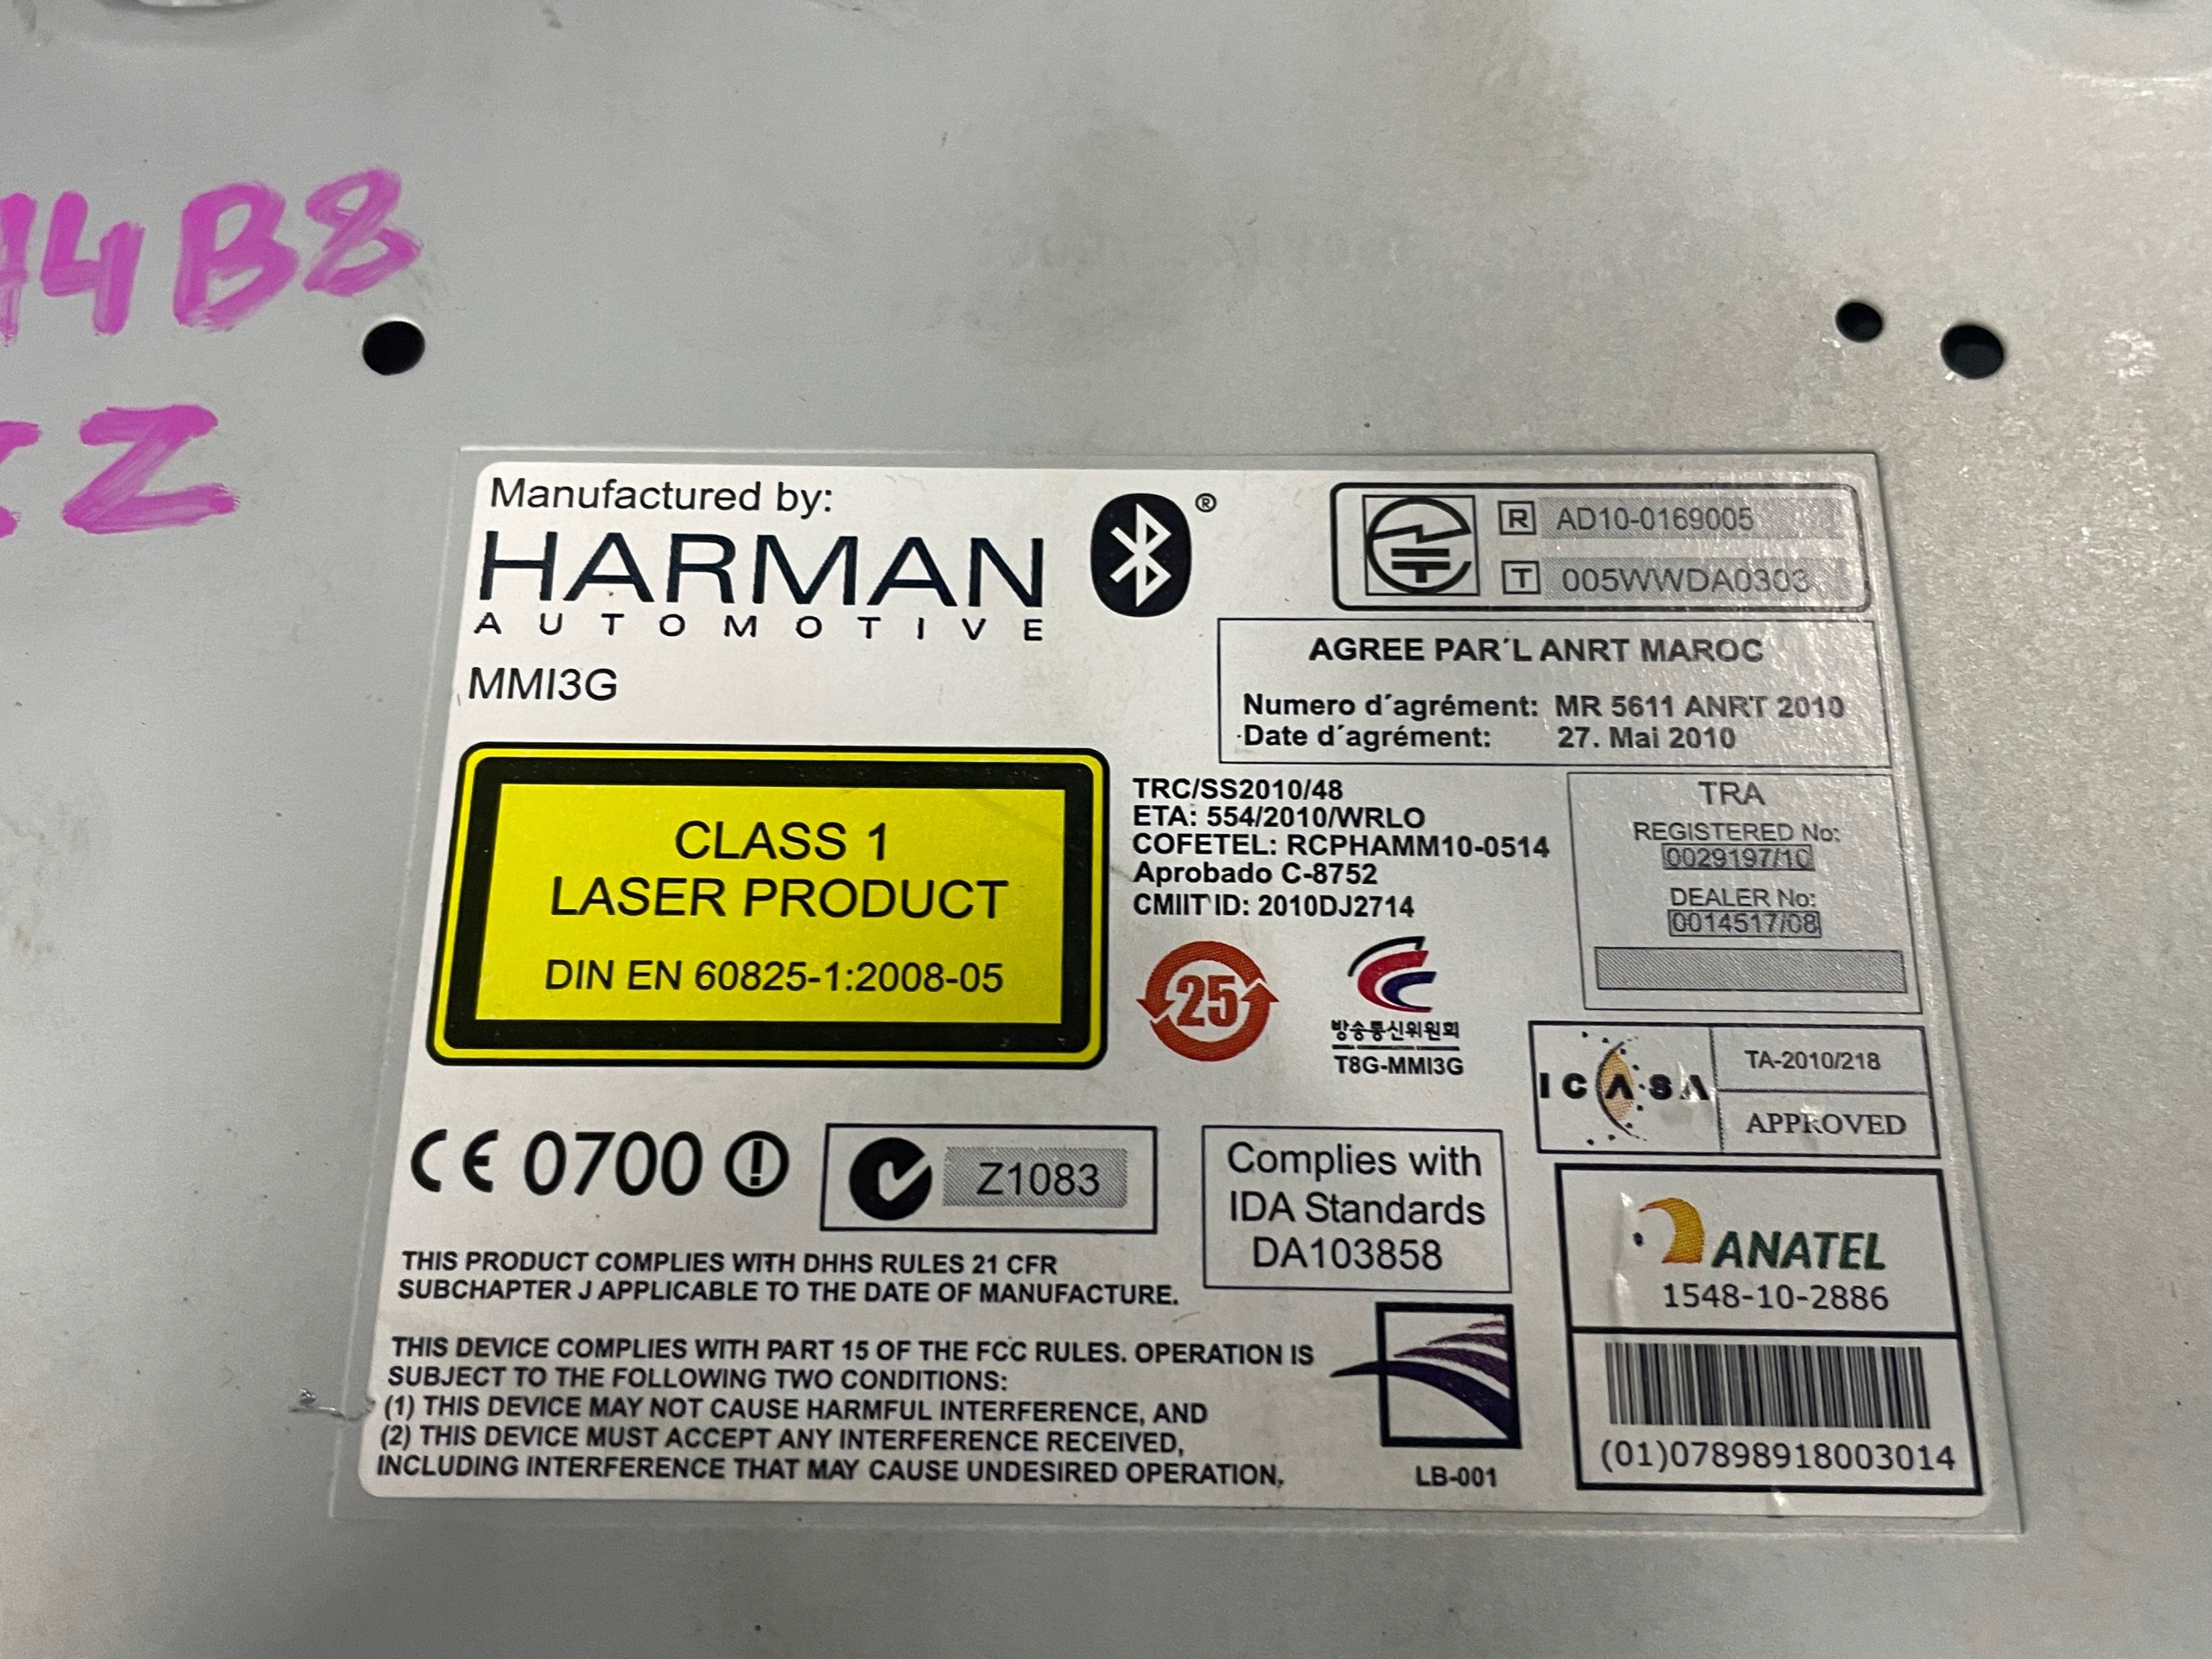 A4B8
Z
Manufactured by:
HARMAN
AUTOMOTIVE
MMI3G
®
R AD10-0169005
T 005WWDA0303
AGREE PAR´L ANRT MAROC
Numero d´agrément: MR 5611 ANRT 2010
Date d´agrément: 27. Mai 2010
CLASS 1
LASER PRODUCT
DIN EN 60825-1:2008-05
TRC/SS2010/48
ETA: 554/2010/WRLO
COFETEL: RCPHAMM10-0514
Aprobado C-8752
CMIIT ID: 2010DJ2714
TRA
REGISTERED No:
0029197/10
DEALER No:
0014517/08
25
방송통신위원회
T8G-MMI3G
ICASA
TA-2010/218
APPROVED
CE 0700
Z1083
Complies with
IDA Standards
DA103858
ANATEL
1548-10-2886
(01)07898918003014
THIS PRODUCT COMPLIES WITH DHHS RULES 21 CFR
SUBCHAPTER J APPLICABLE TO THE DATE OF MANUFACTURE.
THIS DEVICE COMPLIES WITH PART 15 OF THE FCC RULES. OPERATION IS
SUBJECT TO THE FOLLOWING TWO CONDITIONS:
(1) THIS DEVICE MAY NOT CAUSE HARMFUL INTERFERENCE, AND
(2) THIS DEVICE MUST ACCEPT ANY INTERFERENCE RECEIVED,
INCLUDING INTERFERENCE THAT MAY CAUSE UNDESIRED OPERATION.
LB-001